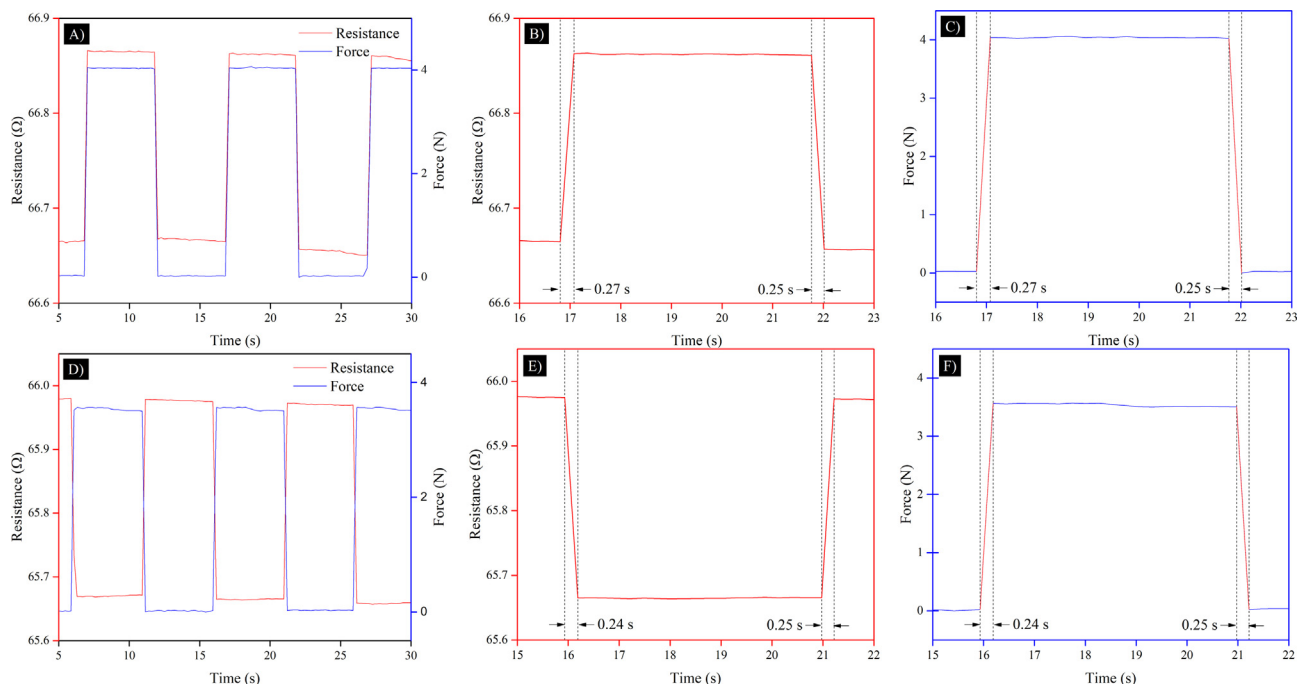 A)
Resistance
Force
66.9
66.8
66.7
66.6
Resistance (Ω)
4
2
0
Force (N)
5 10 15 20 25 30
Time (s)
B)
66.9
66.8
66.7
66.6
Resistance (Ω)
0.27 s
0.25 s
16 17 18 19 20 21 22 23
Time (s)
C)
4
3
2
1
0
Force (N)
0.27 s
0.25 s
16 17 18 19 20 21 22 23
Time (s)
D)
Resistance
Force
66.0
65.9
65.8
65.7
65.6
Resistance (Ω)
4
2
0
Force (N)
5 10 15 20 25 30
Time (s)
E)
66.0
65.9
65.8
65.7
65.6
Resistance (Ω)
0.24 s
0.25 s
15 16 17 18 19 20 21 22
Time (s)
F)
4
3
2
1
0
Force (N)
0.24 s
0.25 s
15 16 17 18 19 20 21 22
Time (s)